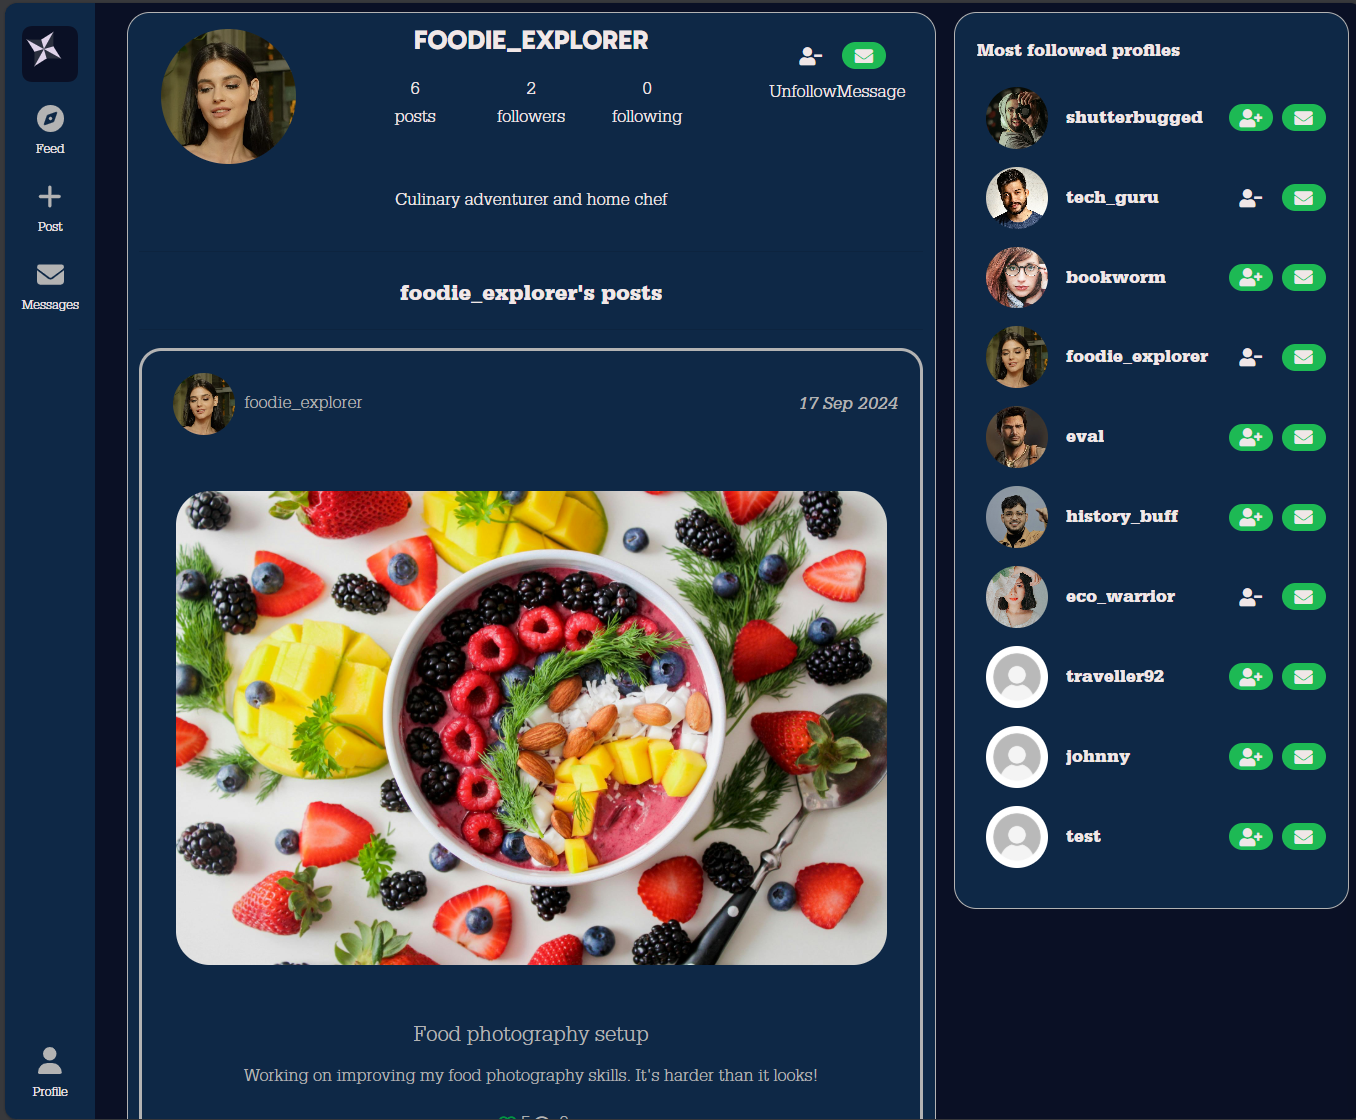 Feed
Post
Messages
Profile
FOODIE_EXPLORER
6 2 0
posts followers following
UnfollowMessage
Culinary adventurer and home chef
foodie_explorer's posts
foodie_explorer 17 Sep 2024
Food photography setup
Working on improving my food photography skills. It's harder than it looks!
Most followed profiles
shutterbugged
tech_guru
bookworm
foodie_explorer
eval
history_buff
eco_warrior
traveller92
johnny
test